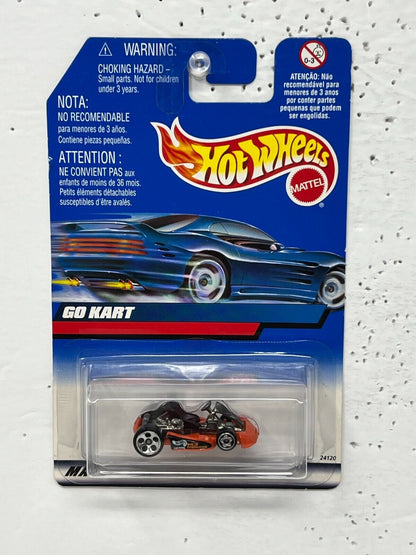 ⚠ WARNING:
CHOKING HAZARD –
Small parts. Not for children
under 3 years.
NOTA:
NO RECOMENDABLE
para menores de 3 años.
Contiene piezas pequeñas.
ATTENTION :
NE CONVIENT PAS aux
enfants de moins de 36 mois.
Petits éléments détachables
susceptibles d'être avalés.
0-3
ATENÇÃO: Não
recomendável para
menores de 3 anos
por conter partes
pequenas que podem
ser engolidas.
Hot Wheels
MATTEL
GO KART
24120